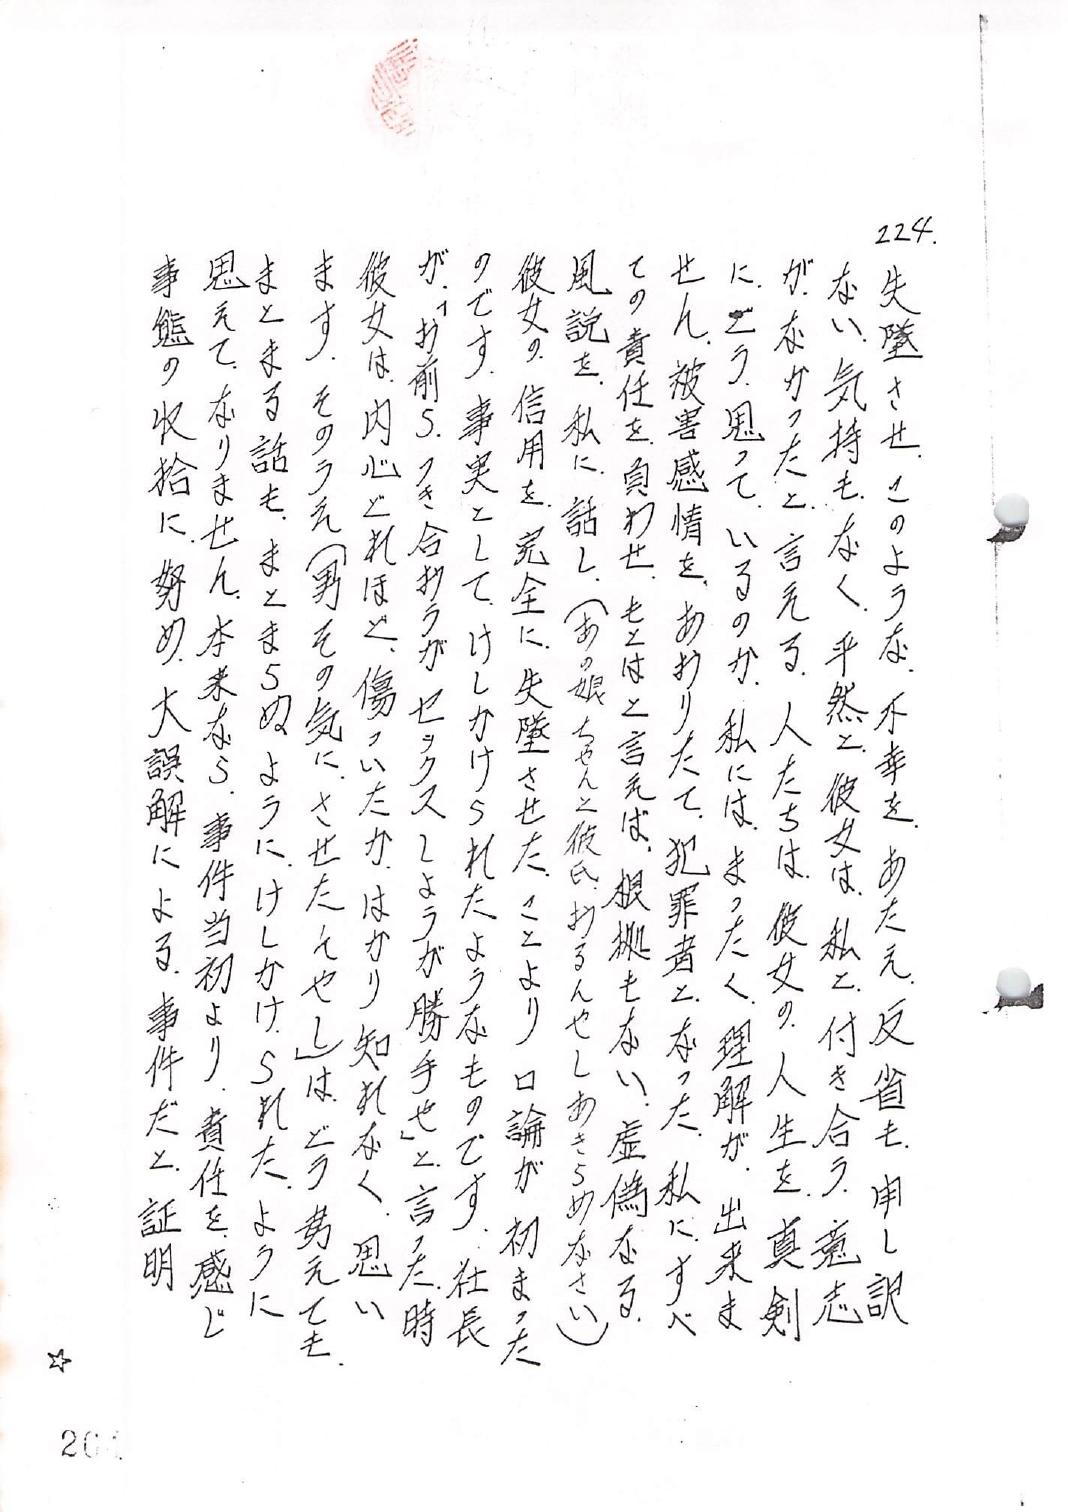 224.
失墜させ、このような、不幸を、あたえ、反省も、申し訳
ない、気持も、なく、平然と、彼女は、私と、付き合う、意志
が、なかったと、言える、人たちは、彼女の、人生を、真剣
に、どう、思って、いるのか、私には、まったく、理解が、出来ま
せん、被害感情を、あおりたて、犯罪者と、なった、私に、すべ
ての、責任を、負わせ、もとはと言えば、根拠もない、虚偽なる、
風説を、私に、話し、(あの娘ちゃんと彼氏、おるんやしあきらめなさい)
彼女の、信用を、完全に、失墜させた、ことより、口論が、初まった
のです、事実として、けしかけられたようなものです、社長
が、「お前ら、つき合おうが、セックスしようが勝手せ」と、言った、時
彼女は、内心どれほど、傷ついたか、はかり知れなく、思い
ます、そのうえ(男その気に、させたんやし」は、どう考えても、
まとまる話も、まとまらぬように、けしかけ、られた、ように
思えて、なりません、本来なら、事件当初より、責任を、感じ
事態の収拾に、努め、大誤解による、事件だと、証明
☆